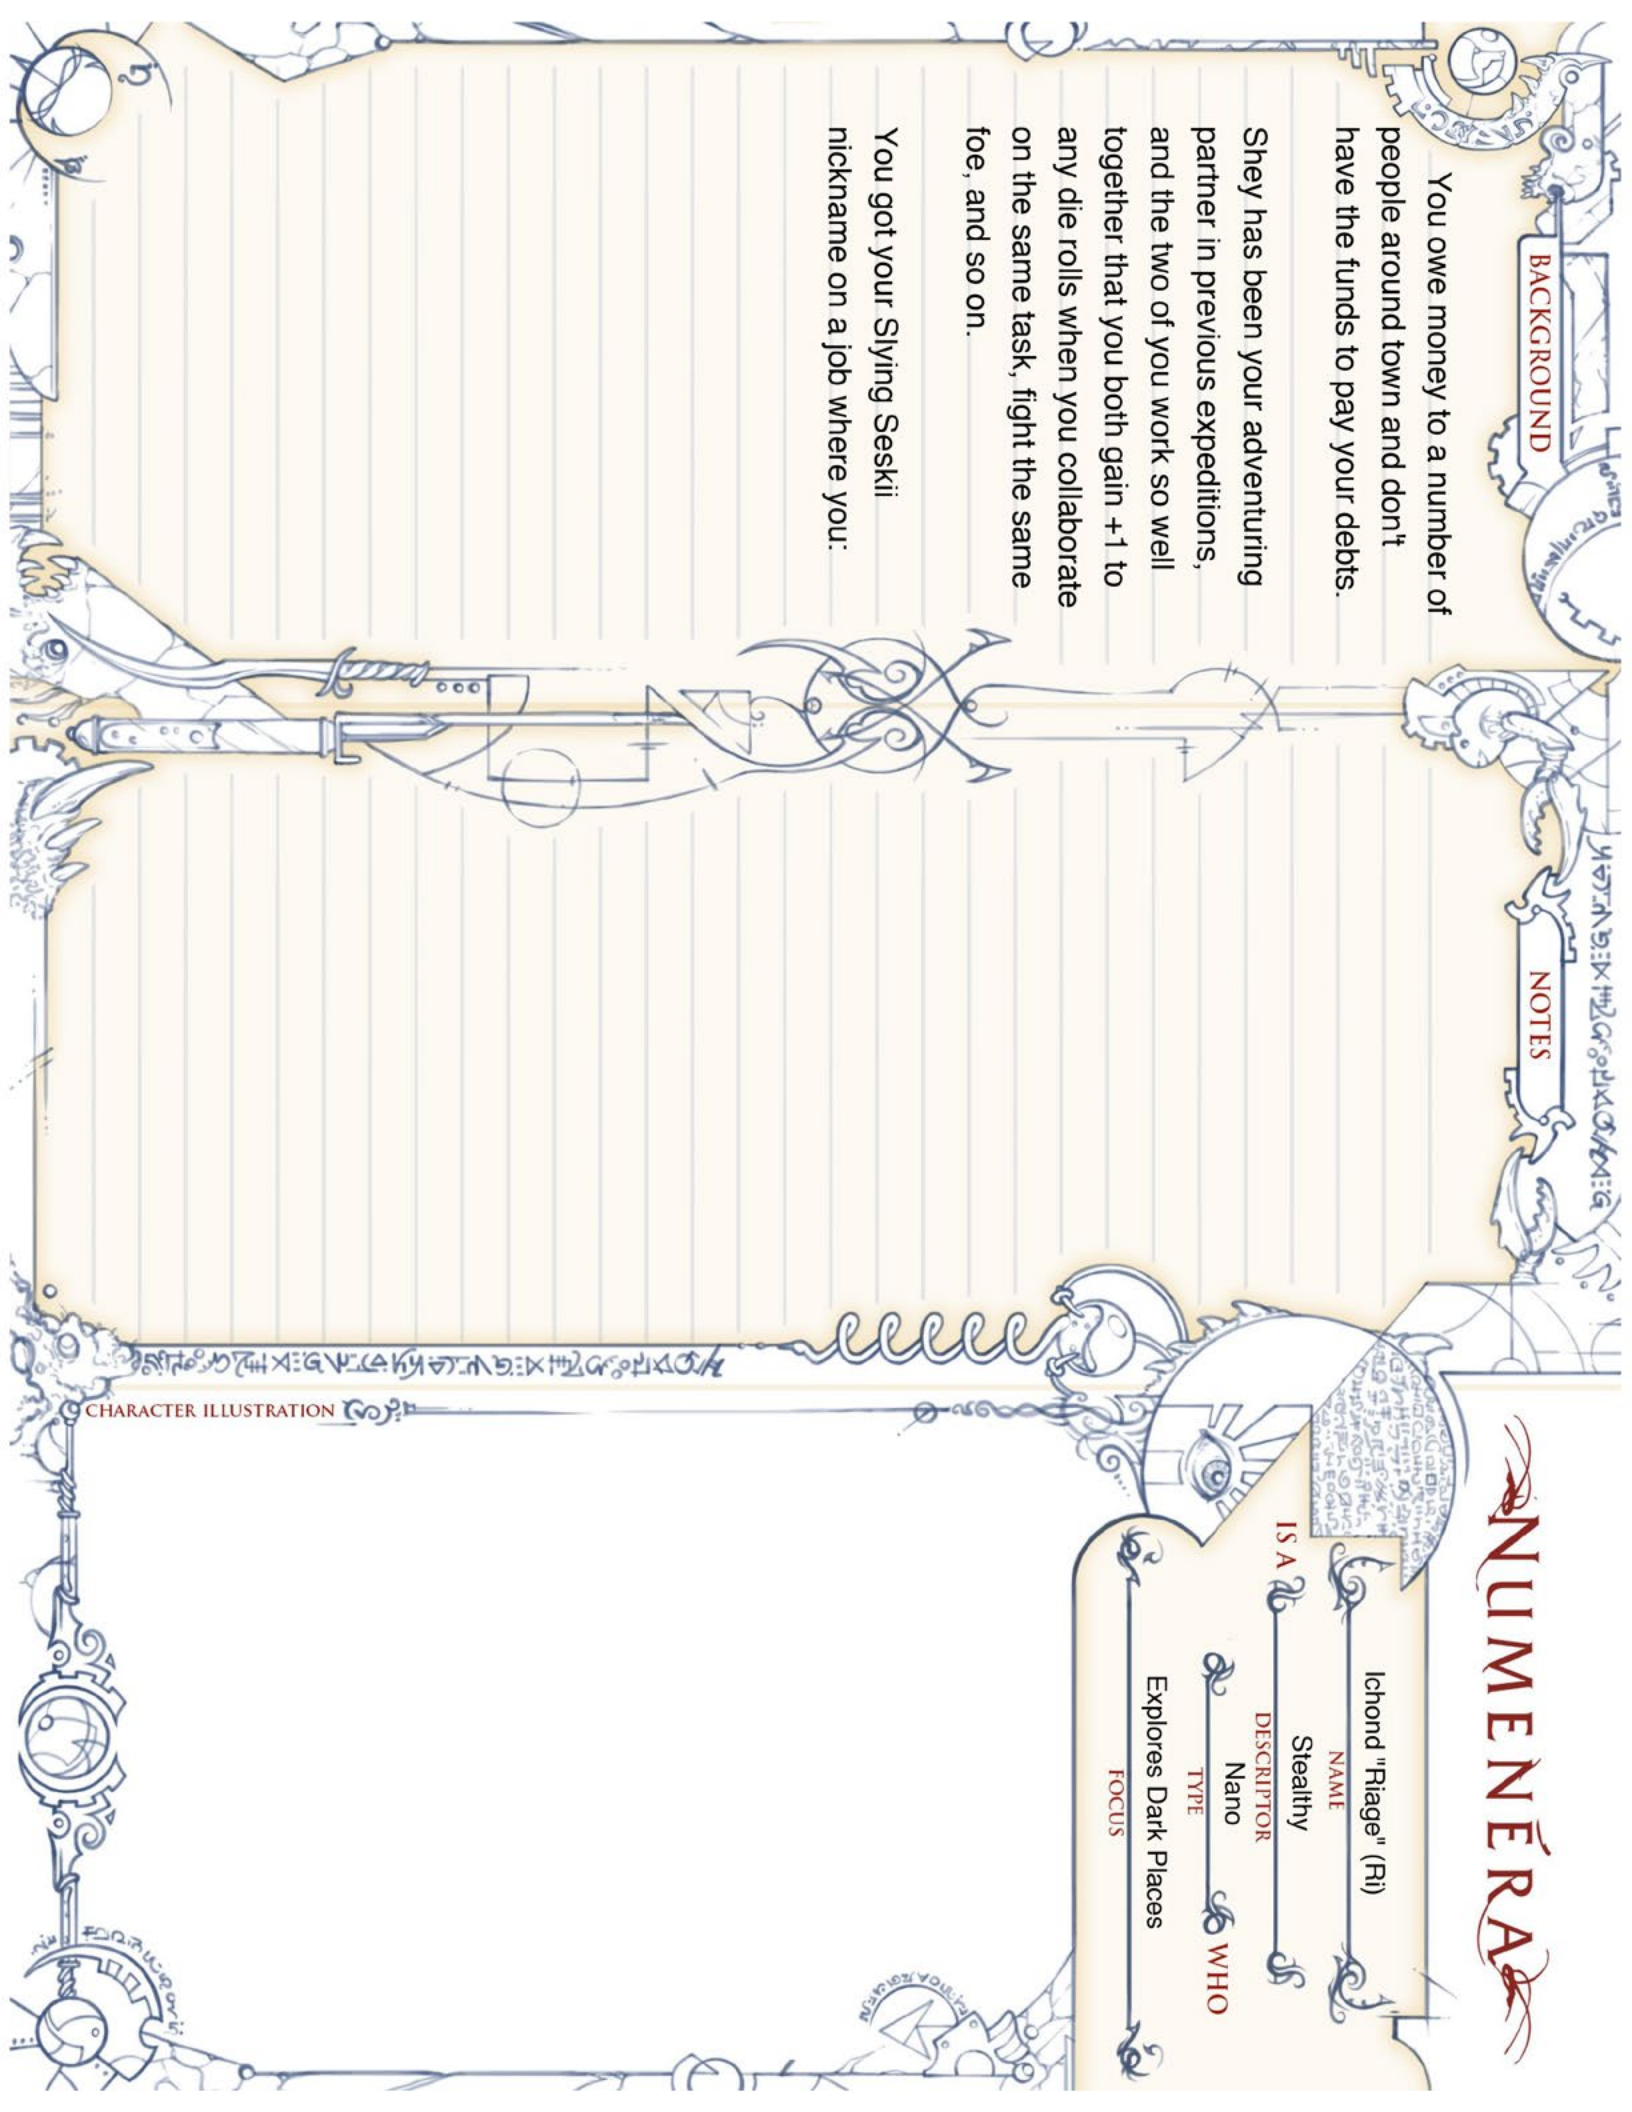 BACKGROUND
You owe money to a number of
people around town and don't
have the funds to pay your debts.
Shey has been your adventuring
partner in previous expeditions,
and the two of you work so well
together that you both gain +1 to
any die rolls when you collaborate
on the same task, fight the same
foe, and so on.
You got your Slying Seskii
nickname on a job where you:
NOTES
NUMENERA
Ichond "Riage" (Ri)
NAME
IS A
Stealthy
DESCRIPTOR
Nano
WHO
TYPE
Explores Dark Places
FOCUS
CHARACTER ILLUSTRATION